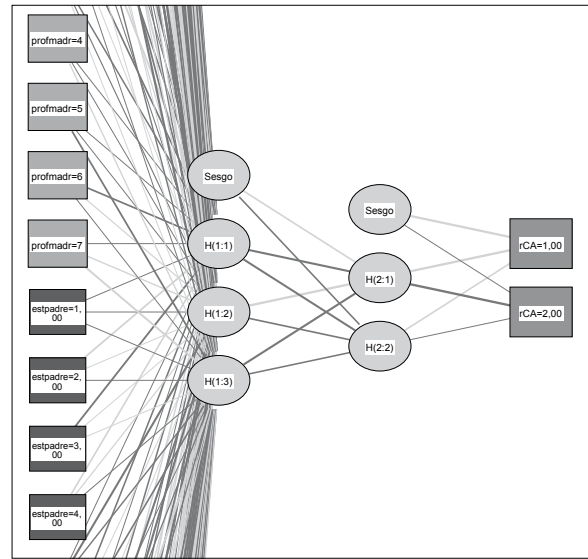 profmadr=4
profmadr=5
profmadr=6
profmadr=7
estpadre=1,
00
estpadre=2,
00
estpadre=3,
00
estpadre=4,
00
Sesgo
H(1:1)
H(1:2)
H(1:3)
Sesgo
H(2:1)
H(2:2)
rCA=1,00
rCA=2,00